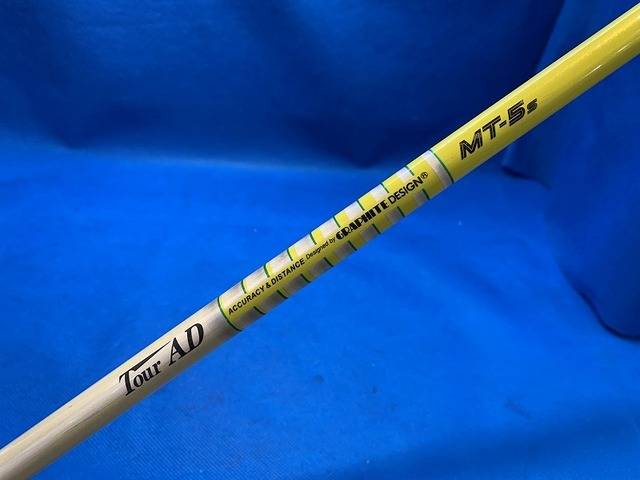 Tour AD
ACCURACY & DISTANCE Designed by GRAPHITE DESIGN®
MT-5s